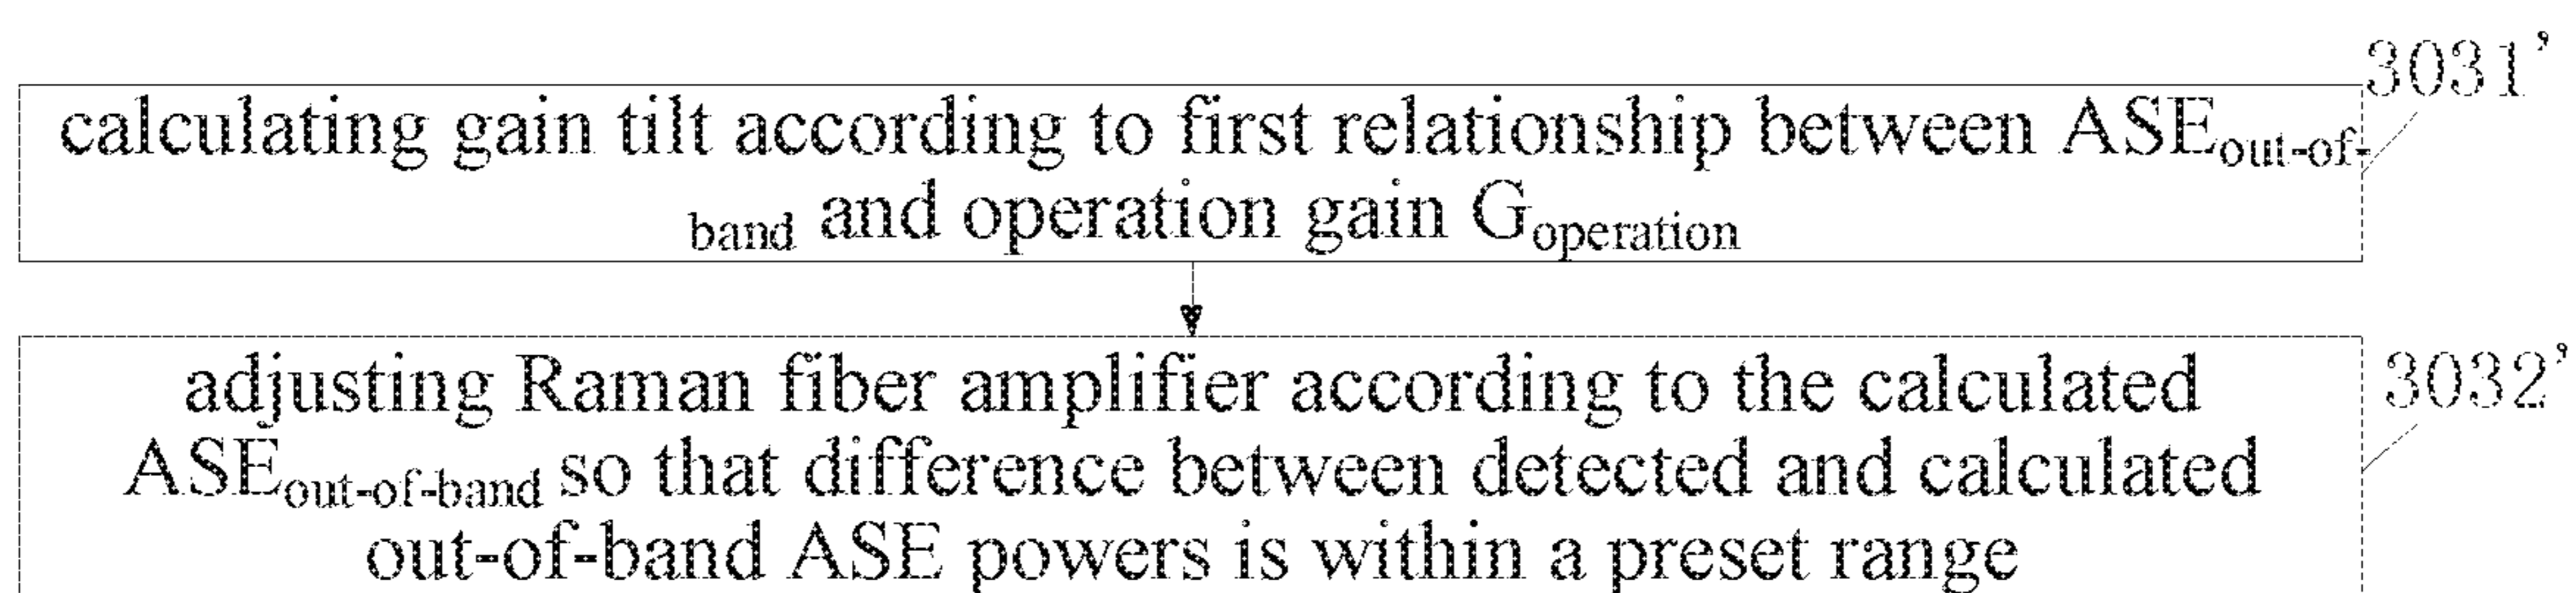 3031’
calculating gain tilt according to first relationship between ASEout-of-
band and operation gain Goperation
adjusting Raman fiber amplifier according to the calculated
3032’
ASEout-of-band so that difference between detected and calculated
out-of-band ASE powers is within a preset range